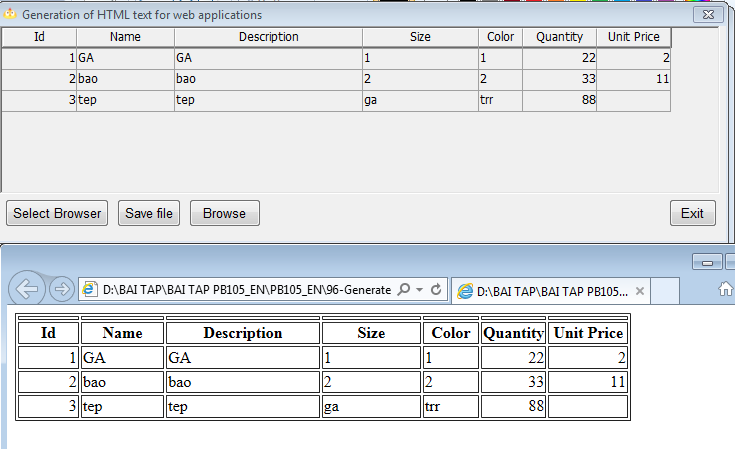 Generation of HTML text for web applications
Id Name Description Size Color Quantity Unit Price
1 GA GA 1 1 22 2
2 bao bao 2 2 33 11
3 tep tep ga trr 88
Select Browser Save file Browse Exit
D:\BAI TAP\BAI TAP PB105_EN\PB105_EN\96-Generate D:\BAI TAP\BAI TAP PB105...
Id Name Description Size Color Quantity Unit Price
1 GA GA 1 1 22 2
2 bao bao 2 2 33 11
3 tep tep ga trr 88